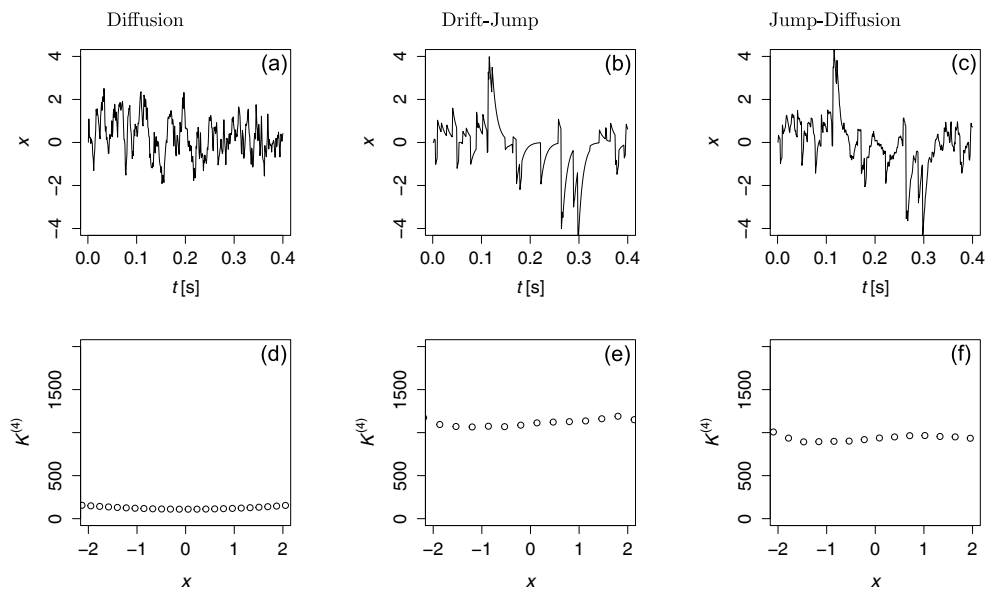 Diffusion
Drift-Jump
Jump-Diffusion
(a)
x
4
2
0
−2
−4
0.0 0.1 0.2 0.3 0.4
t [s]
(b)
x
4
2
0
−2
−4
0.0 0.1 0.2 0.3 0.4
t [s]
(c)
x
4
2
0
−2
−4
0.0 0.1 0.2 0.3 0.4
t [s]
(d)
K(4)
1500
500
0
−2 −1 0 1 2
x
(e)
K(4)
1500
500
0
−2 −1 0 1 2
x
(f)
K(4)
1500
500
0
−2 −1 0 1 2
x